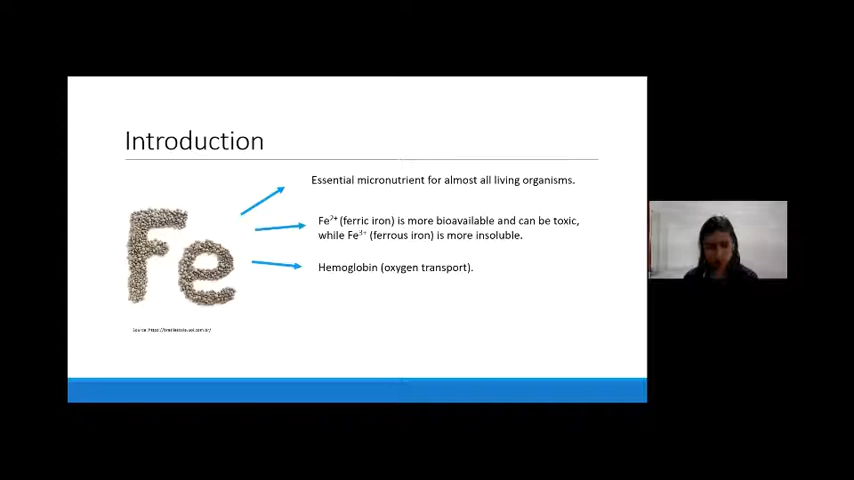 Introduction
Essential micronutrient for almost all living organisms.
Fe²⁺ (ferric iron) is more bioavailable and can be toxic,
while Fe³⁺ (ferrous iron) is more insoluble.
Hemoglobin (oxygen transport).
Fe